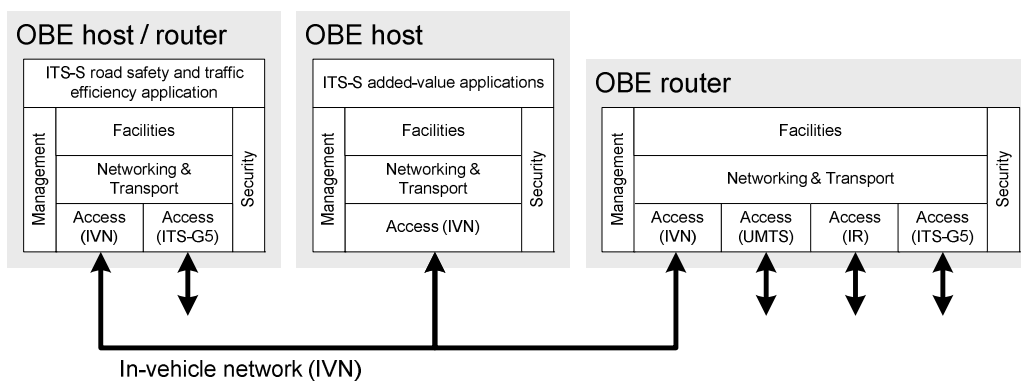 OBE host / router
ITS-S road safety and traffic
efficiency application
Management
Facilities
Networking &
Transport
Access
(IVN)
Access
(ITS-G5)
Security
OBE host
ITS-S added-value applications
Management
Facilities
Networking &
Transport
Access (IVN)
Security
OBE router
Management
Facilities
Networking & Transport
Access
(IVN)
Access
(UMTS)
Access
(IR)
Access
(ITS-G5)
Security
In-vehicle network (IVN)